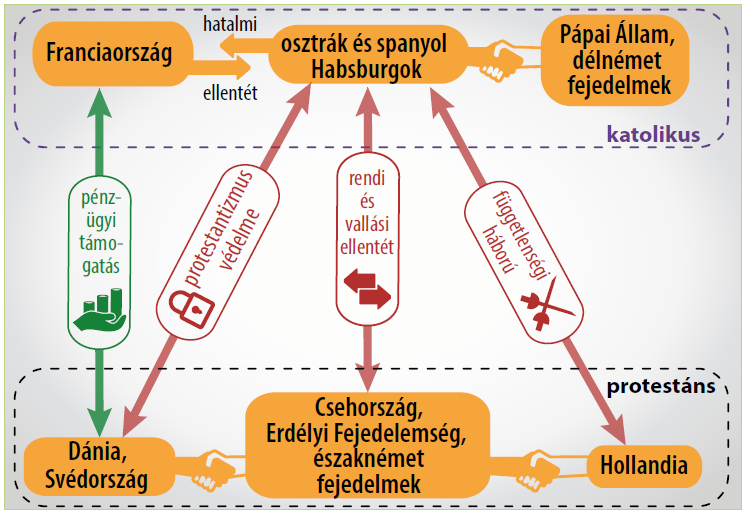 hatalmi
Franciaország
ellentét
osztrák és spanyol
Habsburgok
Pápai Állam,
délnémet
fejedelmek
katolikus
pénz-
ügyi
támo-
gatás
protestantizmus
védelme
rendi
és
vallási
ellentét
függetlenségi
háború
protestáns
Dánia,
Svédország
Csehország,
Erdélyi Fejedelemség,
északnémet
fejedelmek
Hollandia